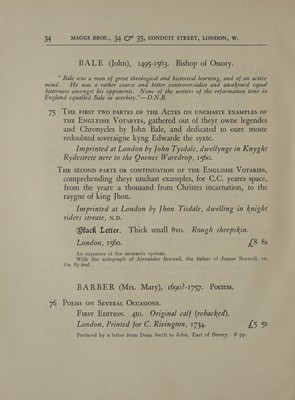 34 MAGGS BROS., 34 & 35, CONDUIT STREET, LONDON, W.
BALE (John), 1495-1563. Bishop of Ossory.
" Bale was a man of great theological and historical learning, and of an active
mind. He was a rather coarse and bitter controversialist and awakened equal
bitterness amongst his opponents. None of the writers of the reformation time in
England equalled Bale in acerbity."—D.N.B.
75 The first two partes of the Actes on unchaste examples of
the Englyshe Votaryes, gathered out of theyr owne legendes
and Chronycles by John Bale, and dedicated to oure moste
redoubted soveraigne kyng Edwarde the syxte.
Imprinted at London by John Tysdale, dwellynge in Knyght
Rydestrete nere to the Quenes Waredrop, 1560.
The second parte or continuation of the Englishe Votaries,
comprehending theyr unchast examples, for C.C. yeares space,
from the yeare a thousand from Christes incarnation, to the
raygne of king Jhon.
Imprinted at London by Jhon Tisdale, dwelling in knight
riders streate, n.d.
Black Letter. Thick small 8vo. Rough sheepskin.
London, 1560. £8 8s
An exposure of the monastic system.
With the autograph of Alexander Boswell, the father of James Boswell, on
the fly-leaf.
BARBER (Mrs. Mary), 1690?-1757. Poetess.
76 Poems on Several Occasions.
First Edition. 4to. Original calf (rebacked).
London, Printed for C. Rivington, 1734. £5 5s
Prefaced by a letter from Dean Swift to John, Earl of Orrery. 6 pp.